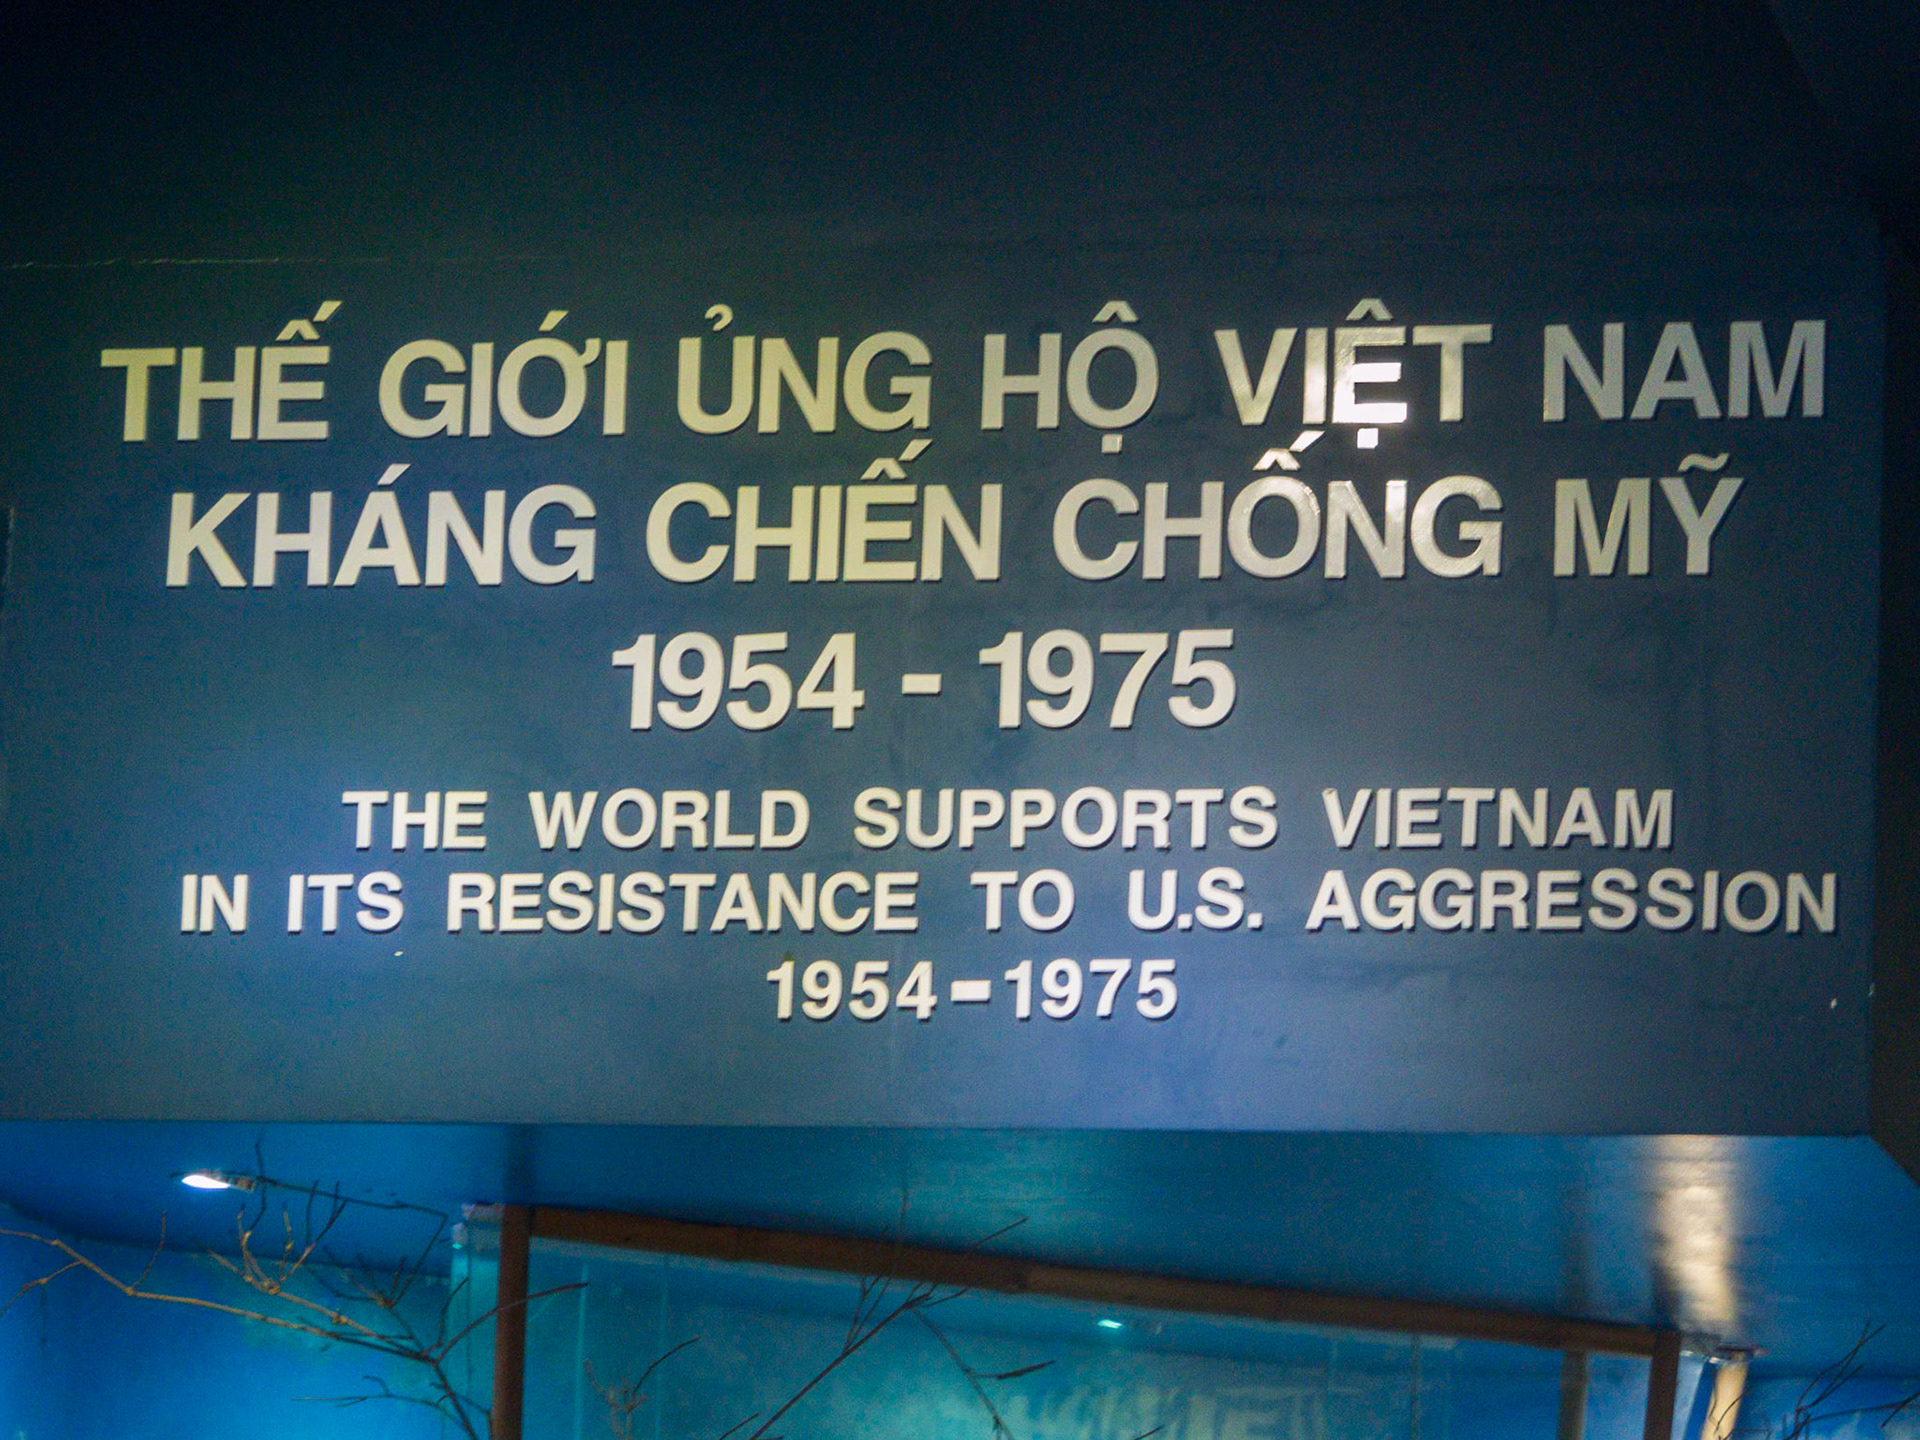 THẾ GIỚI ỦNG HỘ VIỆT NAM
KHÁNG CHIẾN CHỐNG MỸ
1954 - 1975
THE WORLD SUPPORTS VIETNAM
IN ITS RESISTANCE TO U.S. AGGRESSION
1954-1975